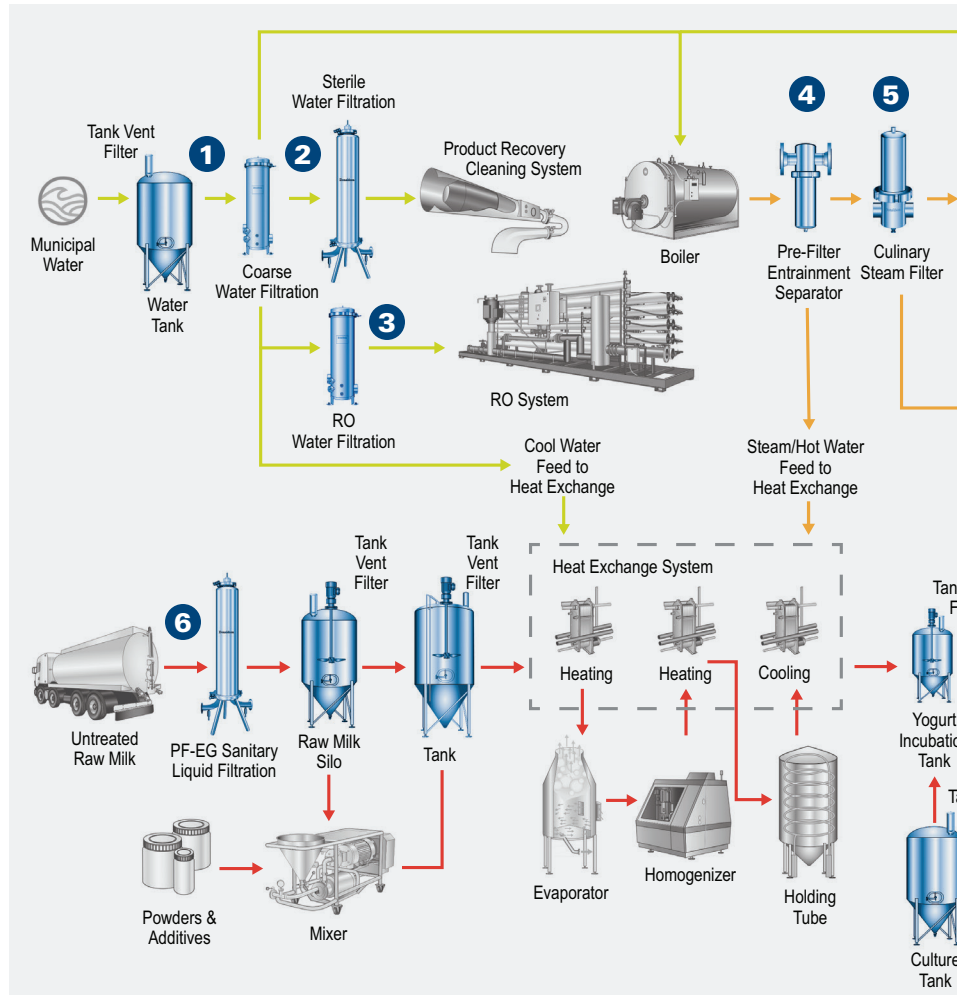 Sterile
Water Filtration
4
5
Tank Vent
Filter
1
2
Product Recovery
Cleaning System
Municipal
Water
Boiler
Pre-Filter
Entrainment
Separator
Culinary
Steam Filter
Coarse
Water Filtration
Water
Tank
3
RO System
RO
Water Filtration
Cool Water
Feed to
Heat Exchange
Steam/Hot Water
Feed to
Heat Exchange
Tank
Vent
Filter
Tank
Vent
Filter
Heat Exchange System
Tan
F
6
Heating
Heating
Cooling
Untreated
Raw Milk
PF-EG Sanitary
Liquid Filtration
Raw Milk
Silo
Tank
Yogurt
Incubatio
Tank
Ta
Evaporator
Homogenizer
Holding
Tube
Powders &
Additives
Mixer
Culture
Tank